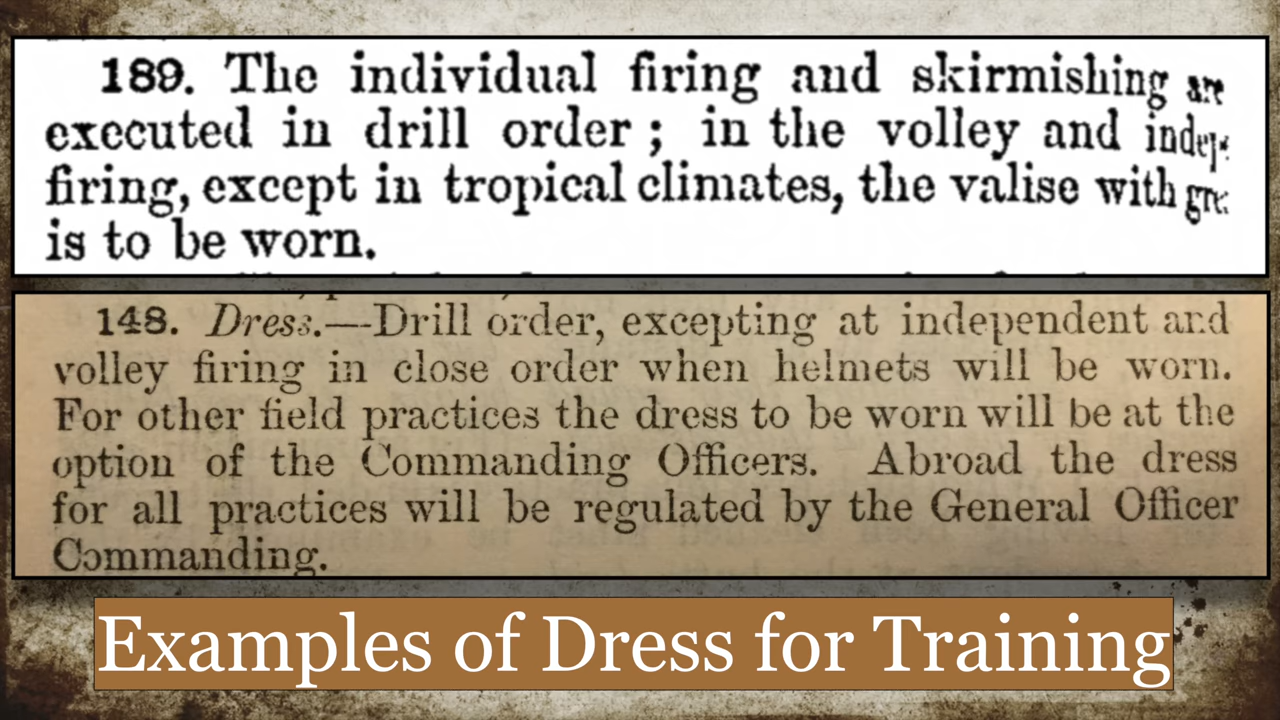 189. The individual firing and skirmishing are
executed in drill order; in the volley and
firing, except in tropical climates, the valise with
is to be worn.
148. Dress.—Drill order, excepting at independent and
volley firing in close order when helmets will be worn.
For other field practices the dress to be worn will be at the
option of the Commanding Officers. Abroad the dress
for all practices will be regulated by the General Officer
Commanding.
Examples of Dress for Training